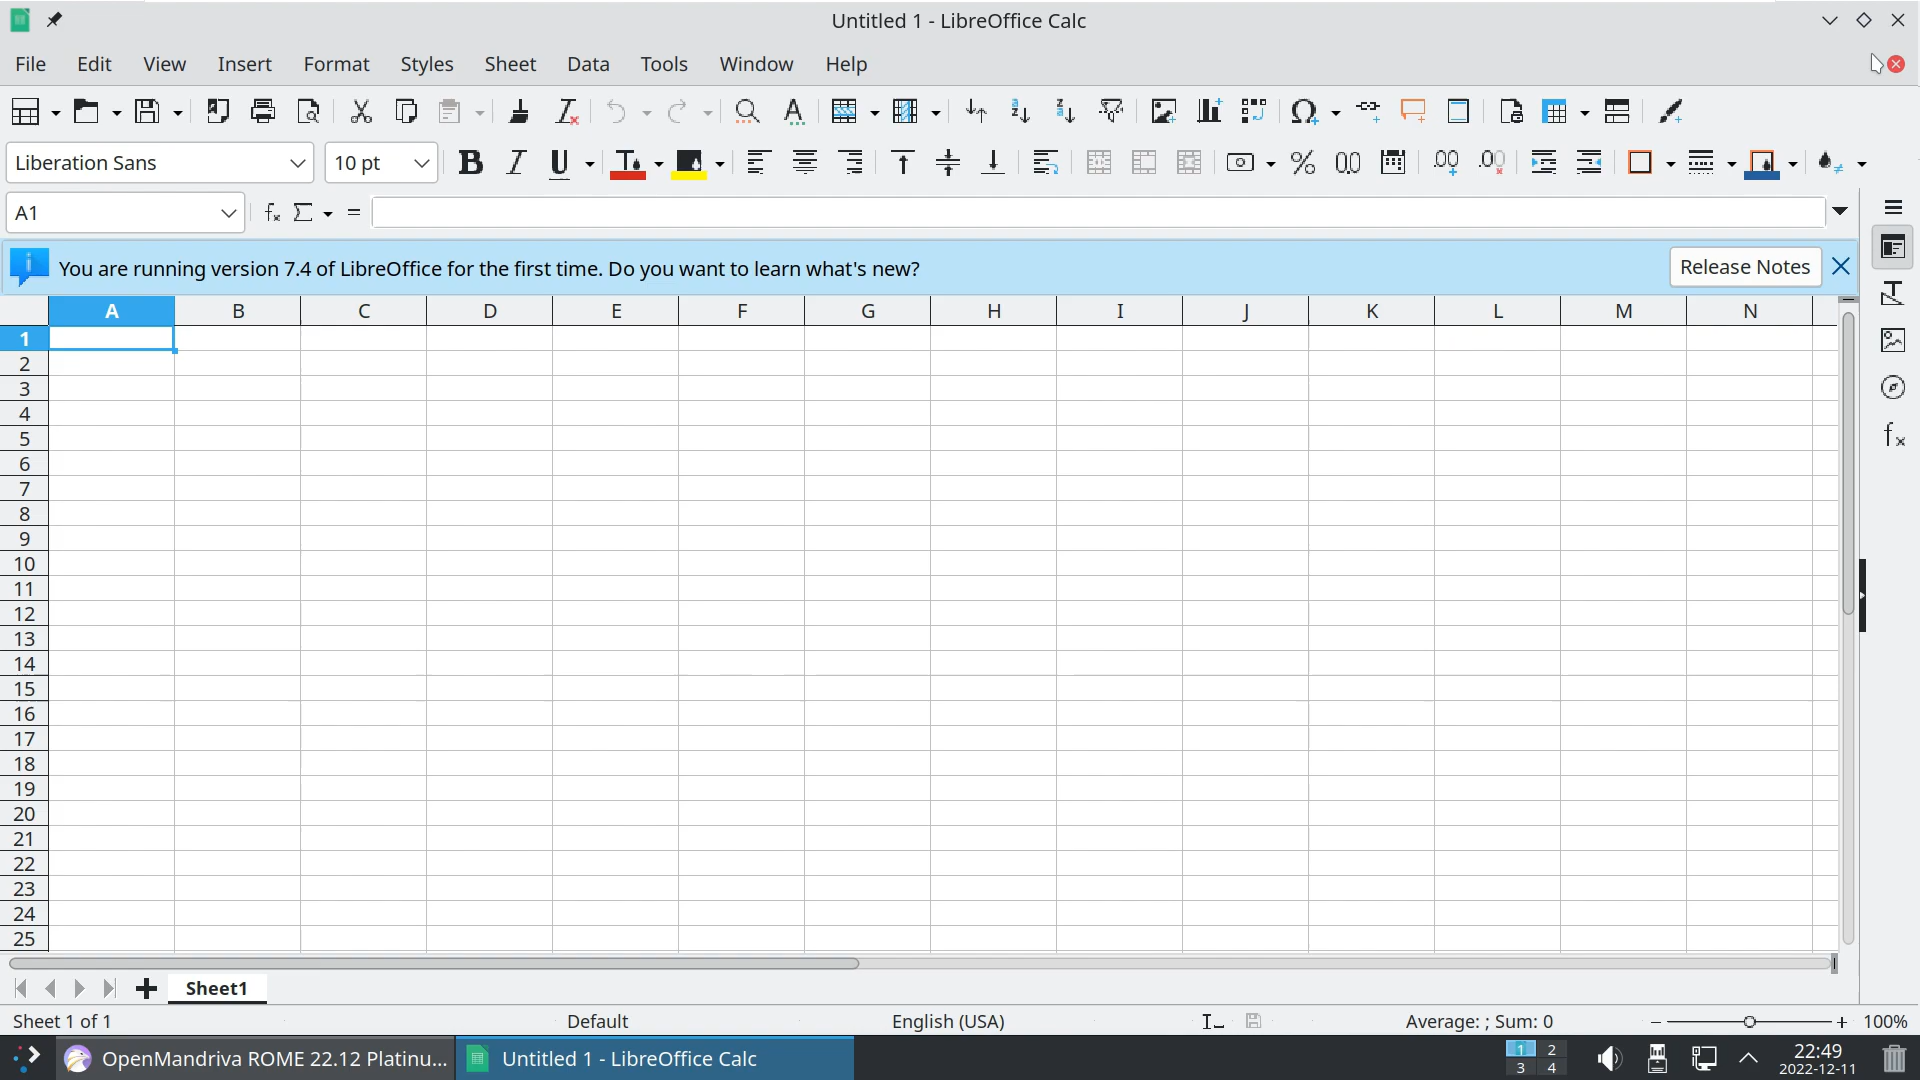 Untitled 1 - LibreOffice Calc
File Edit View Insert Format Styles Sheet Data Tools Window Help
Liberation Sans 10 pt
A1
You are running version 7.4 of LibreOffice for the first time. Do you want to learn what's new? Release Notes
A B C D E F G H I J K L M N
1
2
3
4
5
6
7
8
9
10
11
12
13
14
15
16
17
18
19
20
21
22
23
24
25
Sheet1
Sheet 1 of 1 Default English (USA) Average: ; Sum: 0 100%
OpenMandriva ROME 22.12 Platinu... Untitled 1 - LibreOffice Calc 1 2 22:49
3 4 2022-12-11